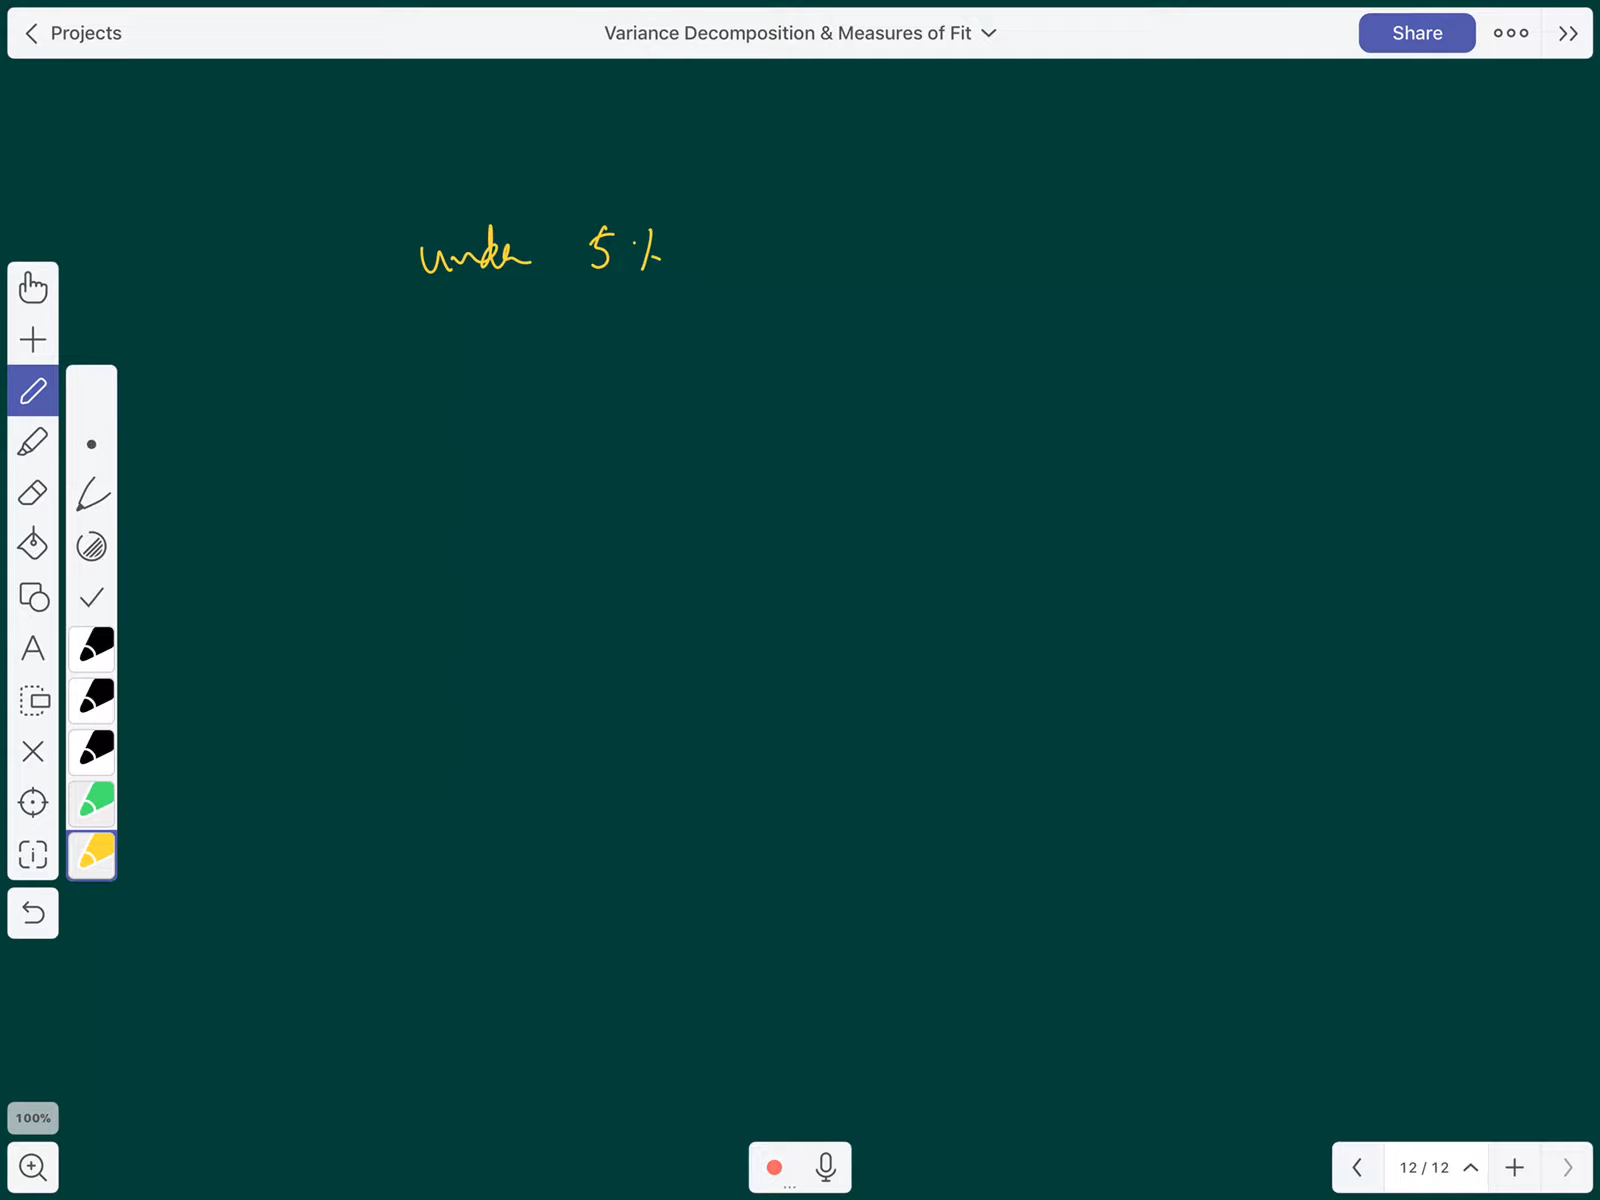 Projects
Variance Decomposition & Measures of Fit
Share
under 5%
A
100%
12 / 12